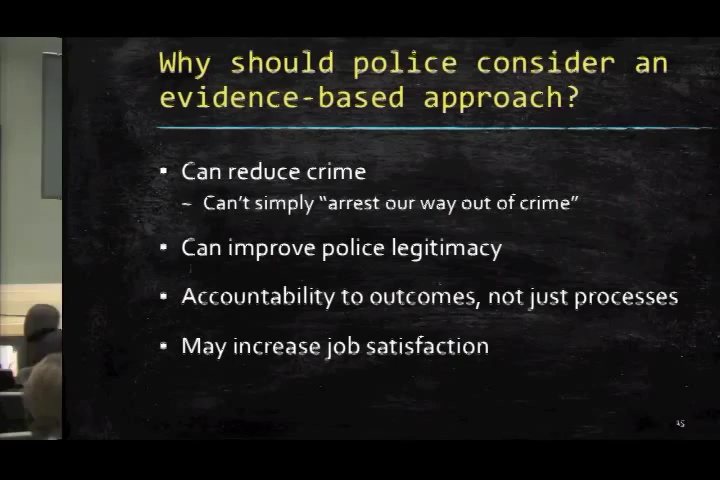 Why should police consider an
evidence-based approach?
▪ Can reduce crime
– Can't simply “arrest our way out of crime”
▪ Can improve police legitimacy
▪ Accountability to outcomes, not just processes
▪ May increase job satisfaction
15